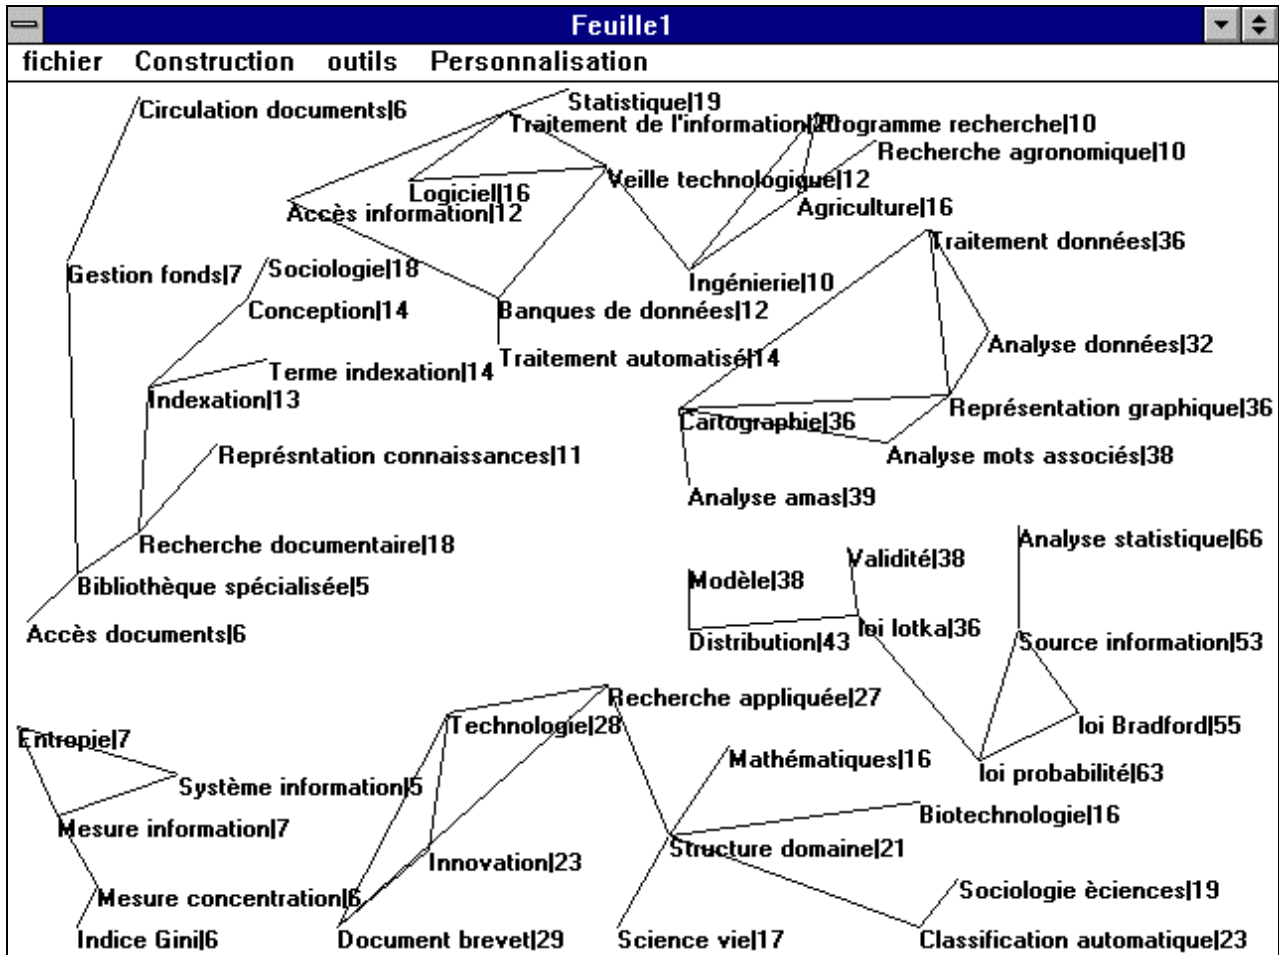 Feuille1
fichier Construction outils Personnalisation
Statistique|19
Circulation documents|6
Traitement de l'information|20
Programme recherche|10
Recherche agronomique|10
Veille technologique|12
Logiciel|16
Agriculture|16
Accès information|12
Traitement données|36
Sociologie|18
Gestion fonds|7
Ingénierie|10
Conception|14
Banques de données|12
Analyse données|32
Traitement automatisé|14
Terme indexation|14
Indexation|13
Représentation graphique|36
Cartographie|36
Représntation connaissances|11
Analyse mots associés|38
Analyse amas|39
Analyse statistique|66
Recherche documentaire|18
Validité|38
Modèle|38
Bibliothèque spécialisée|5
loi lotka|36
Accès documents|6
Distribution|43
Source information|53
Recherche appliquée|27
Technologie|28
loi Bradford|55
Entropie|7
Mathématiques|16
loi probabilité|63
Système information|5
Biotechnologie|16
Mesure information|7
Structure domaine|21
Innovation|23
Sociologie èciences|19
Mesure concentration|6
Indice Gini|6
Document brevet|29
Science vie|17
Classification automatique|23